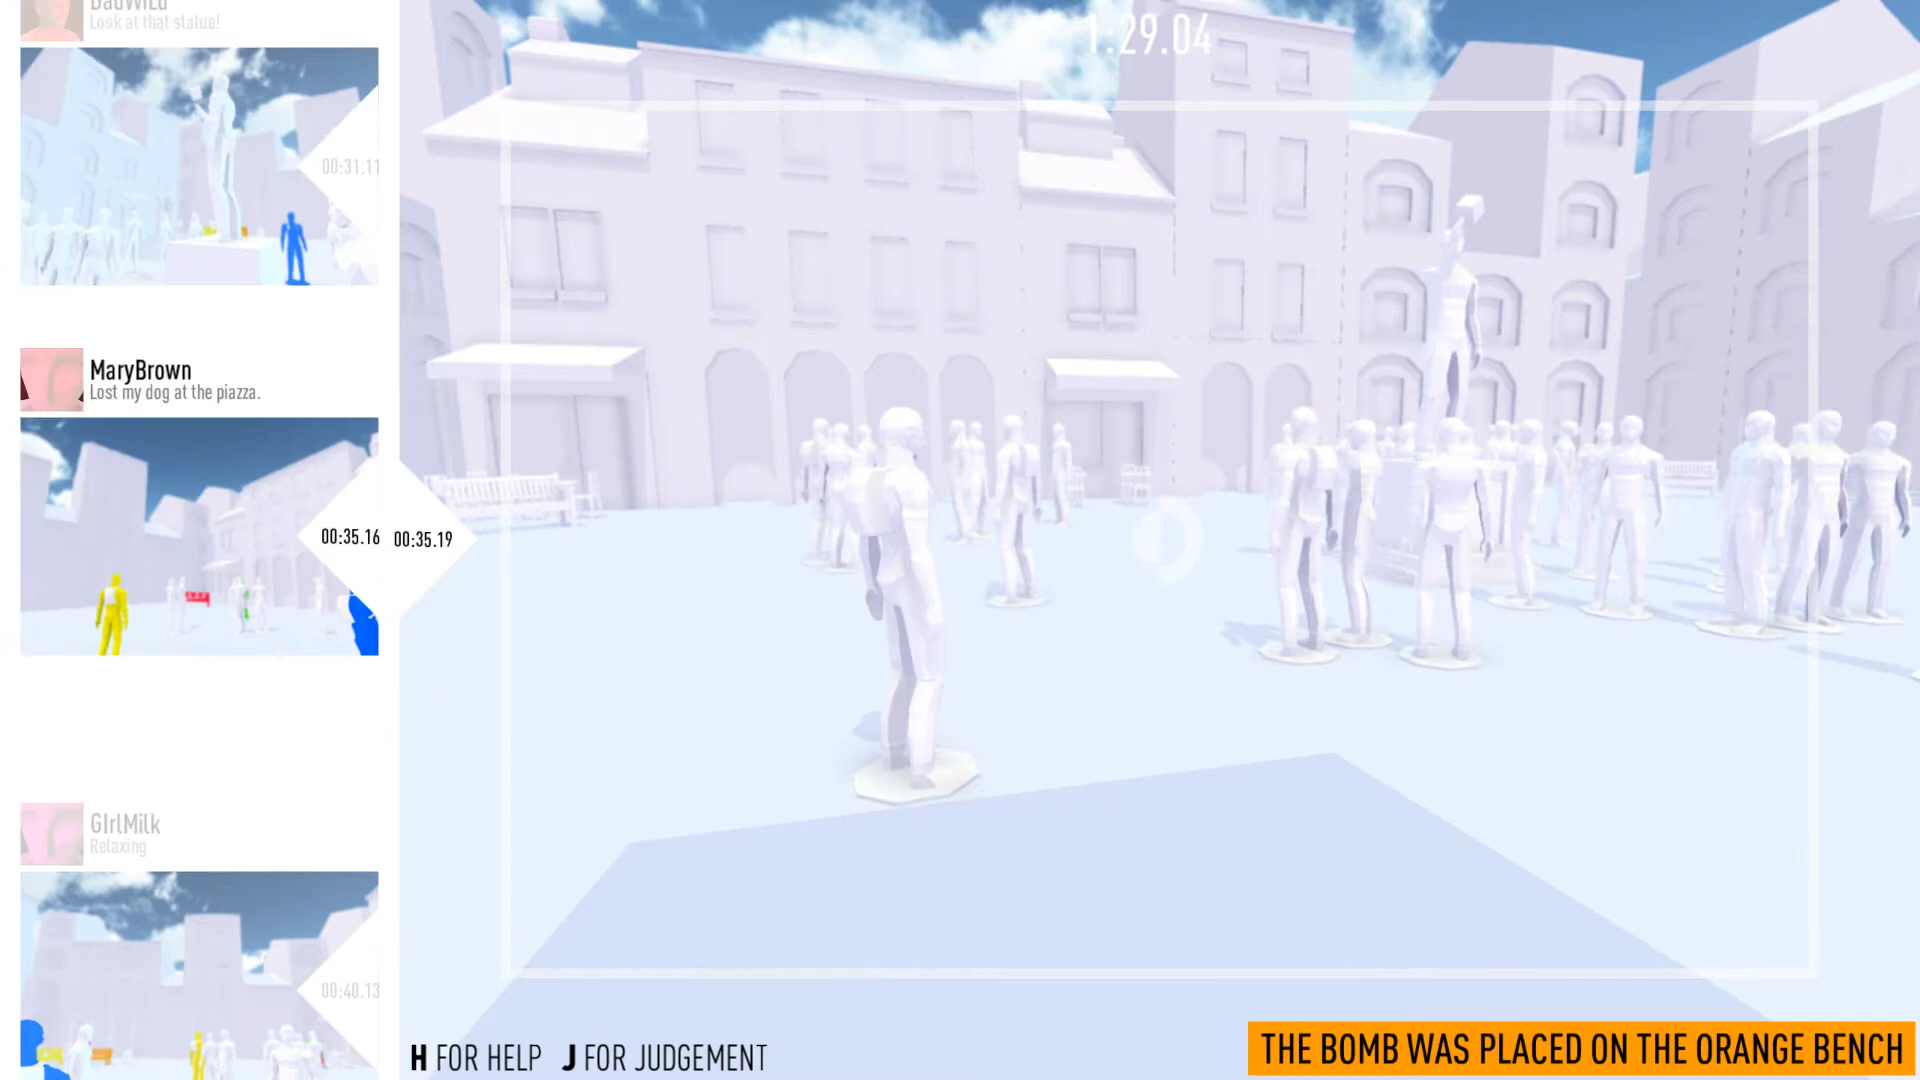 DadWiLd
Look at that statue!
1:29.04
00:31.11
MaryBrown
Lost my dog at the piazza.
00:35.16
00:35.19
GIrlMilk
Relaxing
00:40.13
H FOR HELP J FOR JUDGEMENT
THE BOMB WAS PLACED ON THE ORANGE BENCH